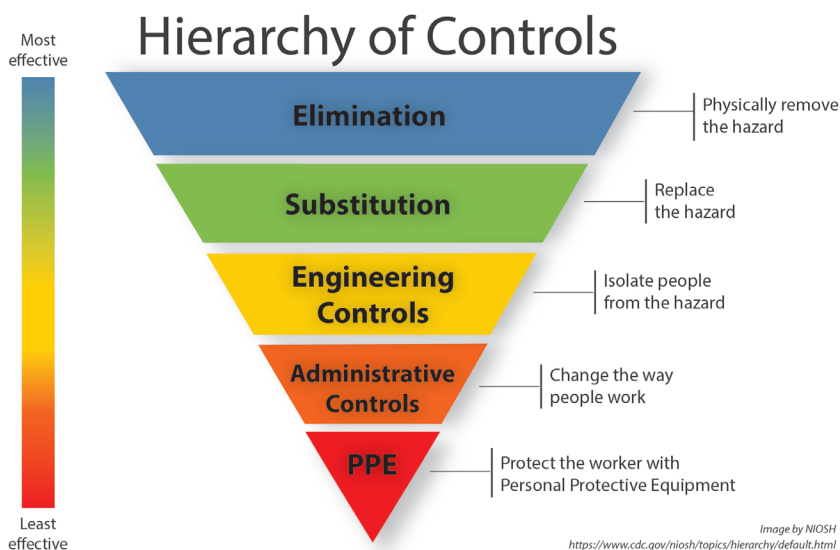 Hierarchy of Controls
Most
effective
Elimination
Physically remove
the hazard
Substitution
Replace
the hazard
Engineering
Controls
Isolate people
from the hazard
Administrative
Controls
Change the way
people work
PPE
Protect the worker with
Personal Protective Equipment
Least
effective
Image by NIOSH
https://www.cdc.gov/niosh/topics/hierarchy/default.html